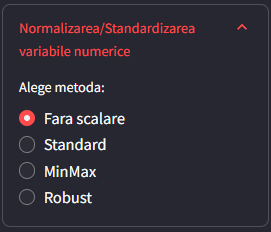 Normalizarea/Standardizarea
variabile numerice
Alege metoda:
Fara scalare
Standard
MinMax
Robust